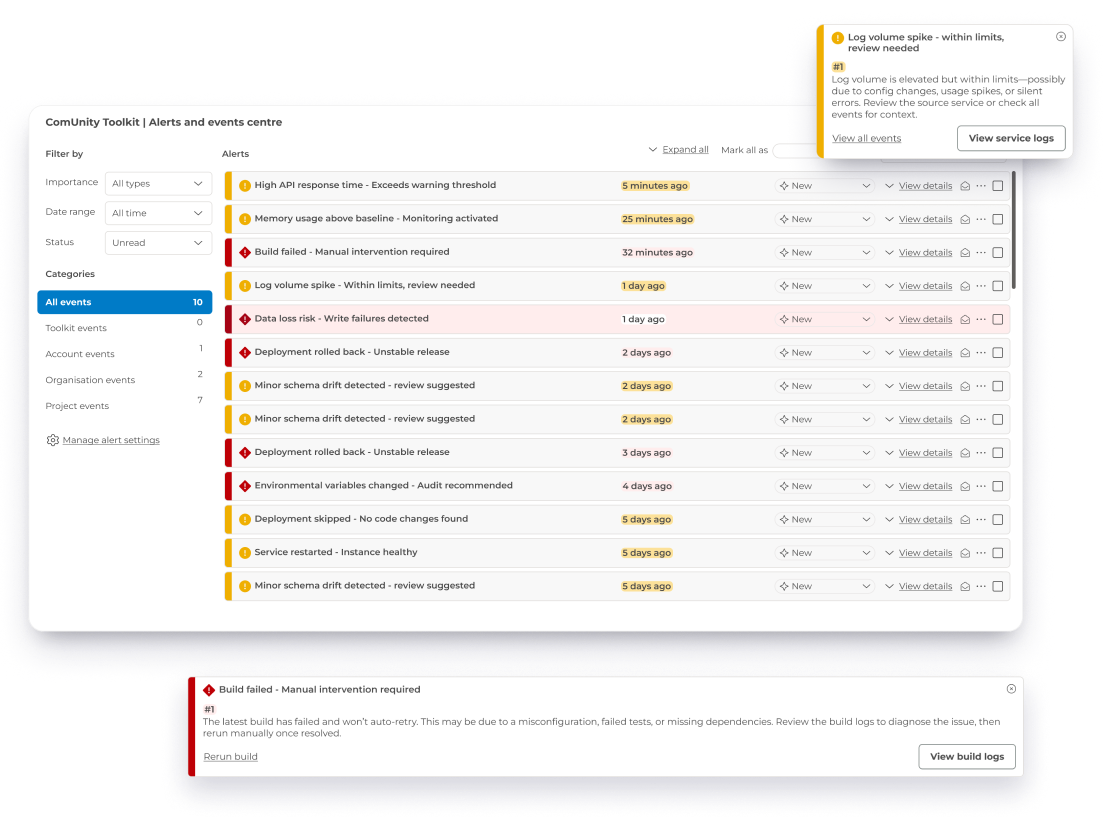 Log volume spike - within limits,
review needed
#1
Log volume is elevated but within limits—possibly
due to config changes, usage spikes, or silent
errors. Review the source service or check all
events for context.
View all events
View service logs
ComUnity Toolkit | Alerts and events centre
Filter by
Importance All types
Date range All time
Status Unread
Categories
All events 10
Toolkit events 0
Account events 1
Organisation events 2
Project events 7
Manage alert settings
Alerts
Expand all Mark all as
High API response time - Exceeds warning threshold 5 minutes ago New View details
Memory usage above baseline - Monitoring activated 25 minutes ago New View details
Build failed - Manual intervention required 32 minutes ago New View details
Log volume spike - Within limits, review needed 1 day ago New View details
Data loss risk - Write failures detected 1 day ago New View details
Deployment rolled back - Unstable release 2 days ago New View details
Minor schema drift detected - review suggested 2 days ago New View details
Minor schema drift detected - review suggested 2 days ago New View details
Deployment rolled back - Unstable release 3 days ago New View details
Environmental variables changed - Audit recommended 4 days ago New View details
Deployment skipped - No code changes found 5 days ago New View details
Service restarted - Instance healthy 5 days ago New View details
Minor schema drift detected - review suggested 5 days ago New View details
Build failed - Manual intervention required
#1
The latest build has failed and won't auto-retry. This may be due to a misconfiguration, failed tests, or missing dependencies. Review the build logs to diagnose the issue, then
rerun manually once resolved.
Rerun build
View build logs